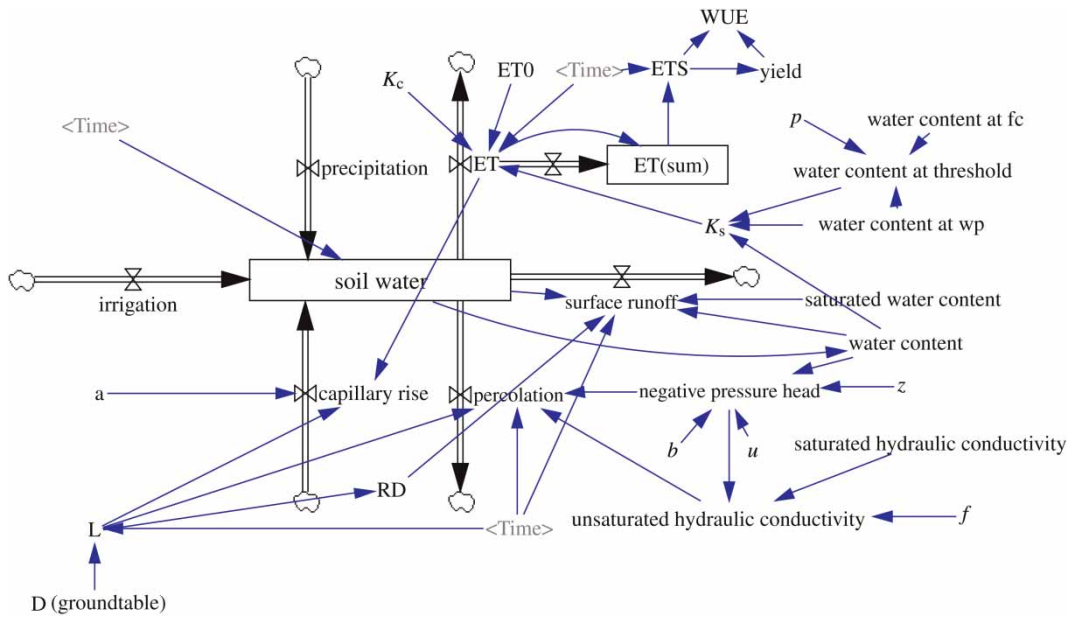 WUE
K_c
ET0
<Time>
ETS
yield
<Time>
p
water content at fc
precipitation
ET
ET(sum)
water content at threshold
K_s
water content at wp
soil water
irrigation
surface runoff
saturated water content
water content
a
capillary rise
percolation
negative pressure head
z
b
u
saturated hydraulic conductivity
RD
L
<Time>
unsaturated hydraulic conductivity
f
D (groundtable)